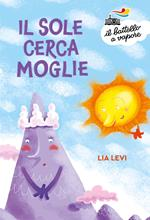 IL SOLE
CERCA
MOGLIE
il battello
a vapore
LIA LEVI